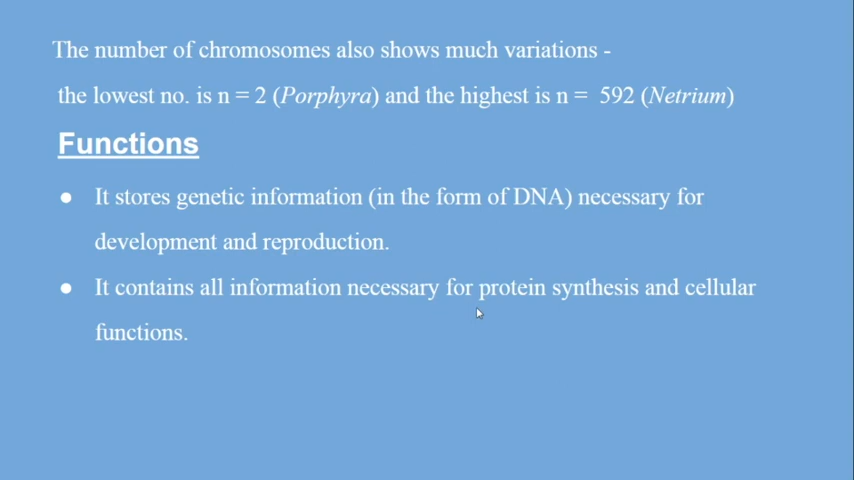 The number of chromosomes also shows much variations -
the lowest no. is n = 2 (Porphyra) and the highest is n = 592 (Netrium)
Functions
● It stores genetic information (in the form of DNA) necessary for
development and reproduction.
● It contains all information necessary for protein synthesis and cellular
functions.